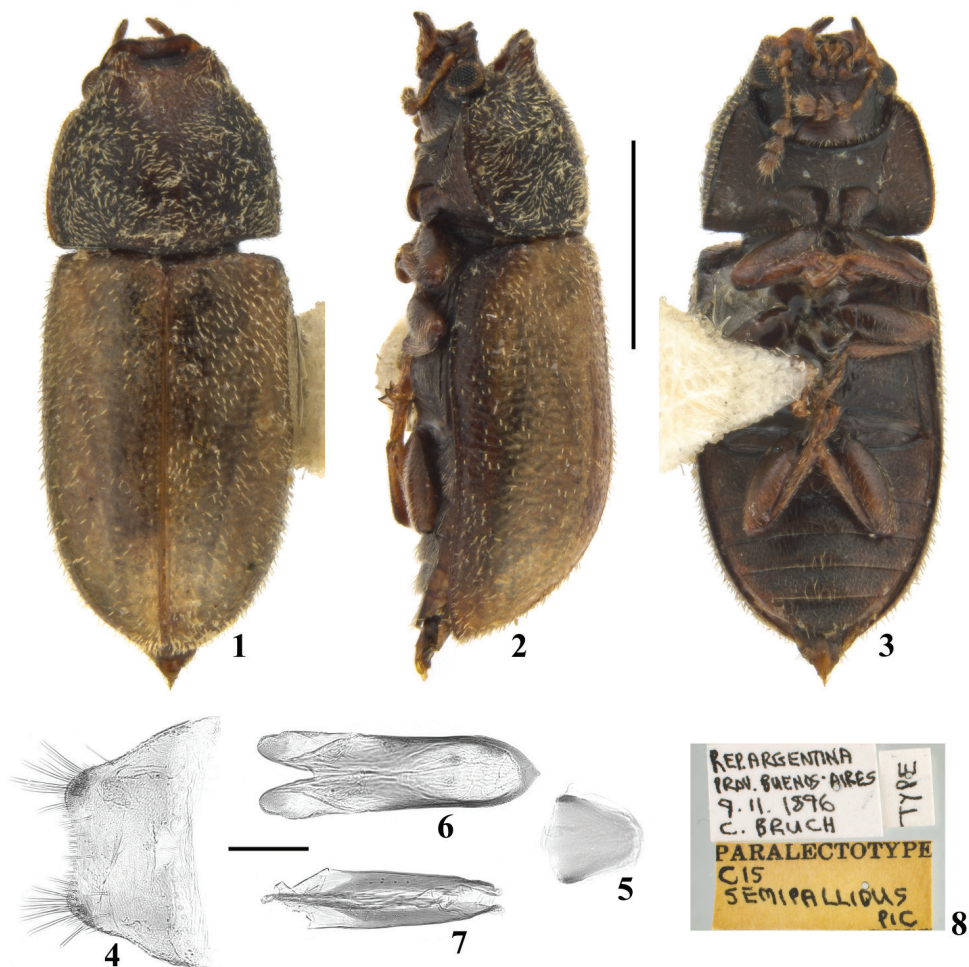 1
2
3
4
6
7
5
REP.ARGENTINA
PROV. BUENOS-AIRES
9.11.1896
C. BRUCH
TYPE
PARALECTOTYPE
CIS
SEMIPALLIDUS
PIC
8